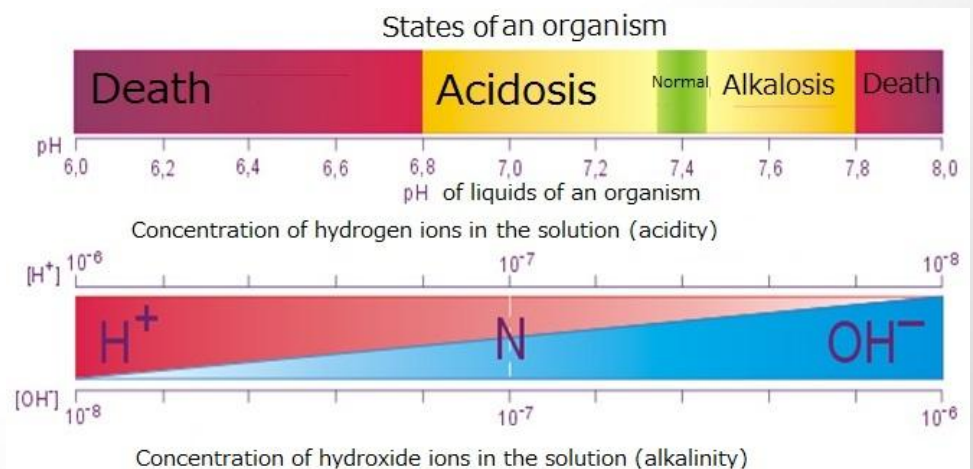 States of an organism
Death Acidosis Normal Alkalosis Death
pH
6,0 6,2 6,4 6,6 6,8 7,0 7,2 7,4 7,6 7,8 8,0
pH of liquids of an organism
Concentration of hydrogen ions in the solution (acidity)
[H⁺] 10⁻⁶ 10⁻⁷ 10⁻⁸
H⁺ N OH⁻
[OH⁻] 10⁻⁸ 10⁻⁷ 10⁻⁶
Concentration of hydroxide ions in the solution (alkalinity)